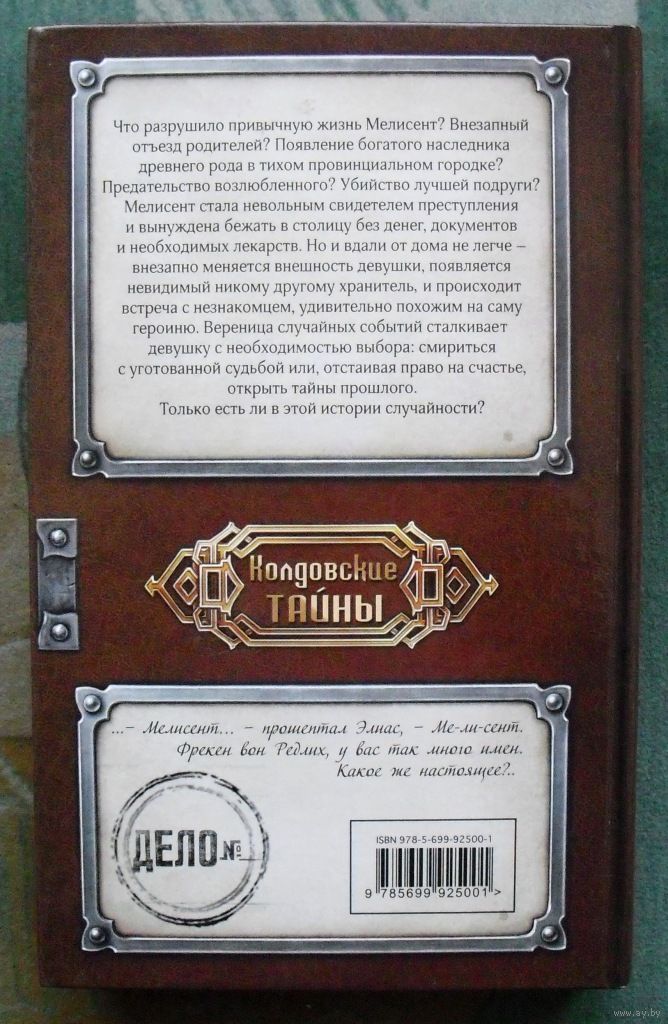 Что разрушило привычную жизнь Мелисент? Внезапный
отъезд родителей? Появление богатого наследника
древнего рода в тихом провинциальном городке?
Предательство возлюбленного? Убийство лучшей подруги?
Мелисент стала невольным свидетелем преступления
и вынуждена бежать в столицу без денег, документов
и необходимых лекарств. Но и вдали от дома не легче –
внезапно меняется внешность девушки, появляется
невидимый никому другому хранитель, и происходит
встреча с незнакомцем, удивительно похожим на саму
героиню. Вереница случайных событий сталкивает
девушку с необходимостью выбора: смириться
с уготованной судьбой или, отстаивая право на счастье,
открыть тайны прошлого.
Только есть ли в этой истории случайности?
Колдовские
ТАЙНЫ
...– Мелисент... – прошептал Элиас, – Ме-ли-сент.
Фрекен вон Редлих, у вас так много имен.
Какое же настоящее?..
ДЕЛО №
ISBN 978-5-699-92500-1
9 785699 925001 >
www.ay.by